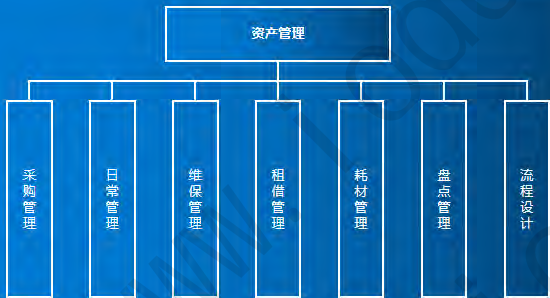 资产管理
采购管理
日常管理
维保管理
租借管理
耗材管理
盘点管理
流程设计